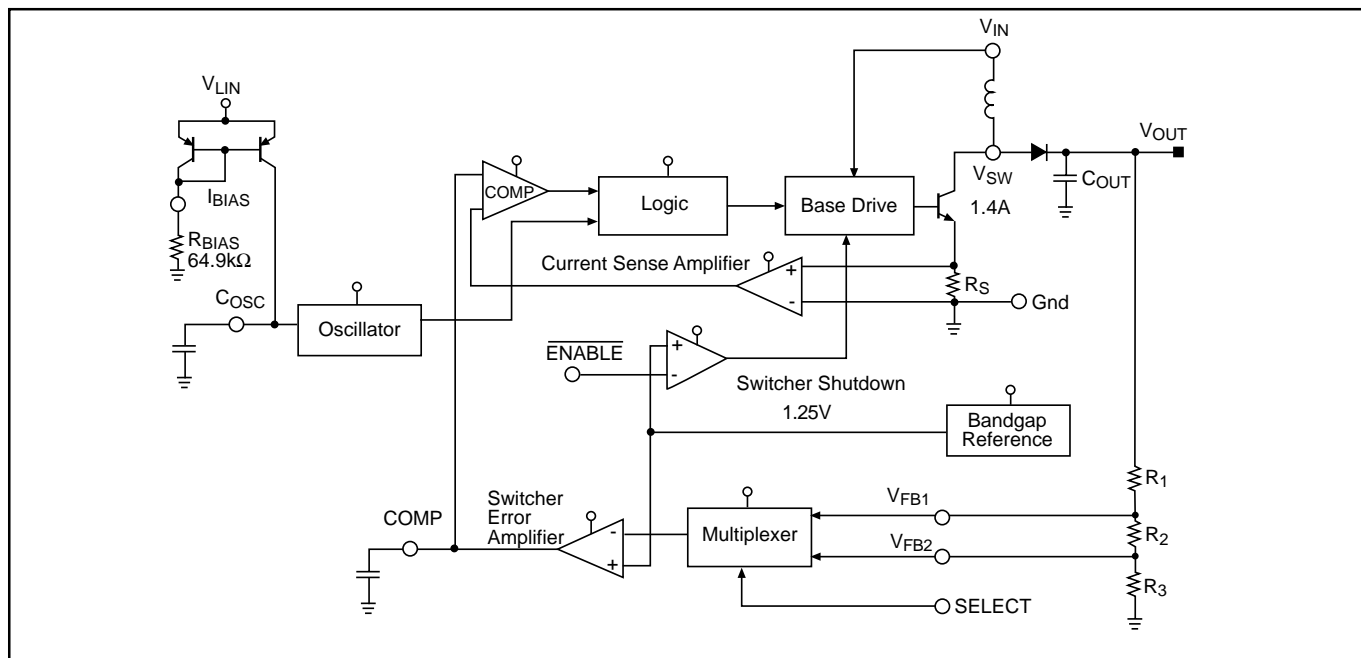 VIN
VLIN
VOUT
IBIAS
COMP
Logic
Base Drive
VSW
1.4A
COUT
RBIAS
64.9kΩ
Current Sense Amplifier
+
-
RS
Gnd
COSC
Oscillator
ENABLE
+
-
Switcher Shutdown
1.25V
Bandgap
Reference
R1
Switcher
Error
Amplifier
COMP
-
+
Multiplexer
VFB1
VFB2
R2
R3
SELECT